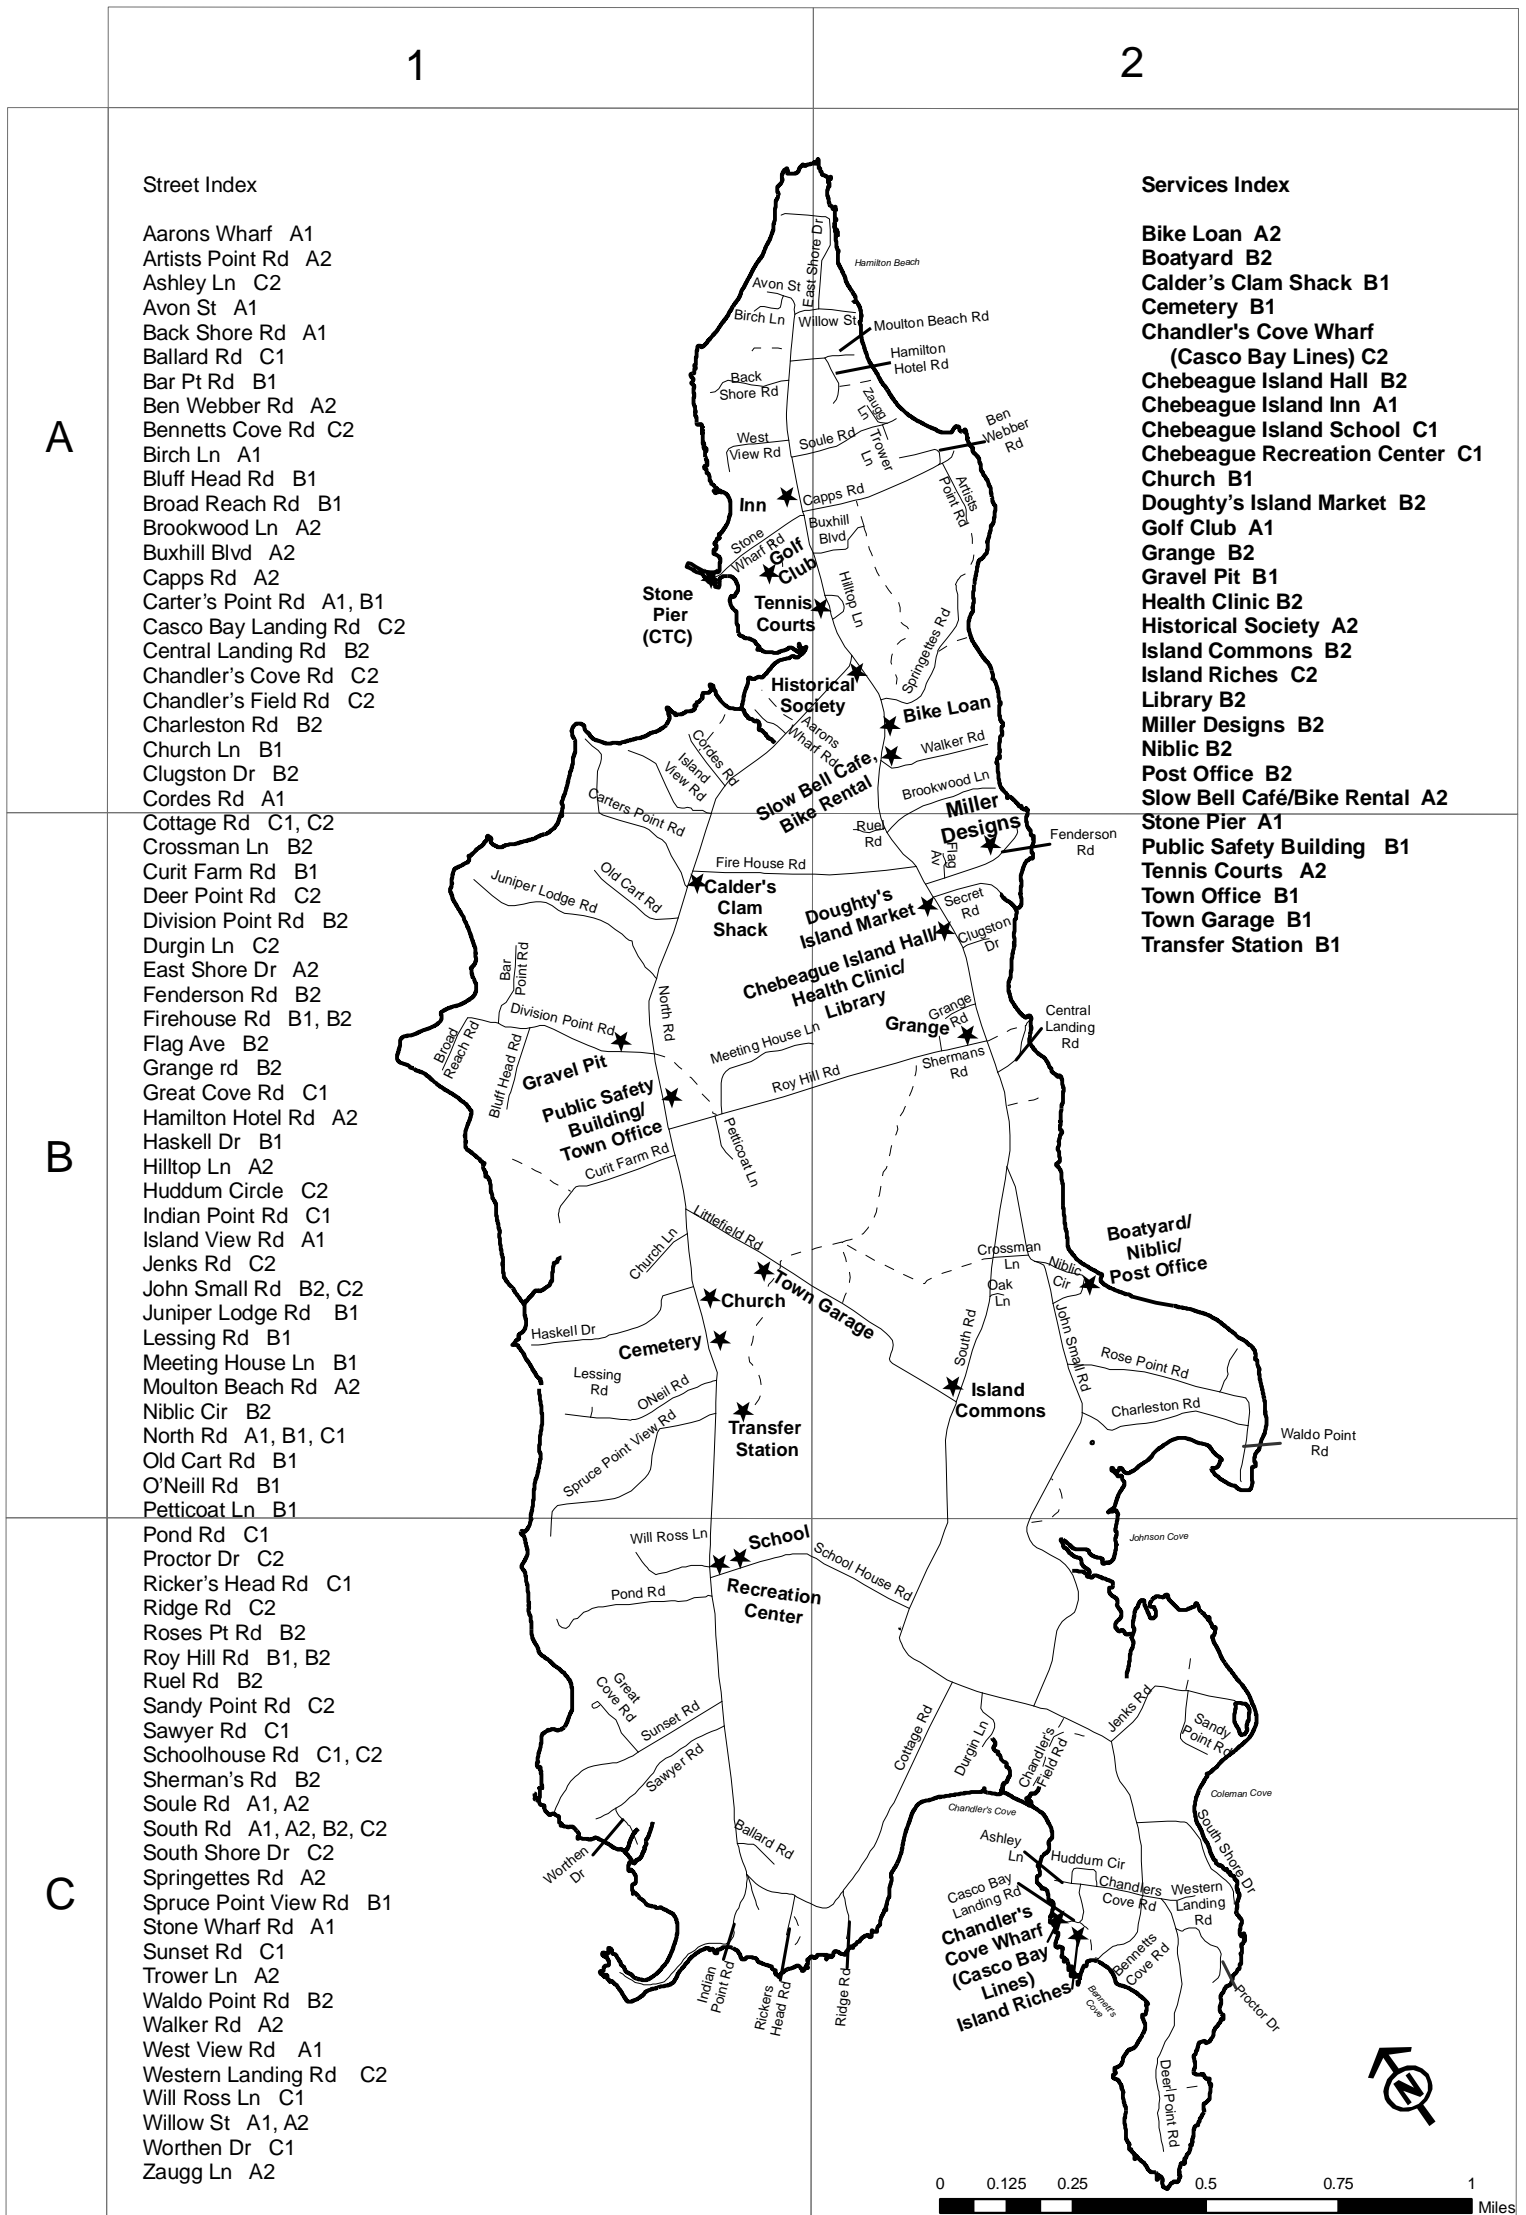 1
2
A
B
C
Street Index
Aarons Wharf A1
Artists Point Rd A2
Ashley Ln C2
Avon St A1
Back Shore Rd A1
Ballard Rd C1
Bar Pt Rd B1
Ben Webber Rd A2
Bennetts Cove Rd C2
Birch Ln A1
Bluff Head Rd B1
Broad Reach Rd B1
Brookwood Ln A2
Buxhill Blvd A2
Capps Rd A2
Carter's Point Rd A1, B1
Casco Bay Landing Rd C2
Central Landing Rd B2
Chandler's Cove Rd C2
Chandler's Field Rd C2
Charleston Rd B2
Church Ln B1
Clugston Dr B2
Cordes Rd A1
Cottage Rd C1, C2
Crossman Ln B2
Curit Farm Rd B1
Deer Point Rd C2
Division Point Rd B2
Durgin Ln C2
East Shore Dr A2
Fenderson Rd B2
Firehouse Rd B1, B2
Flag Ave B2
Grange rd B2
Great Cove Rd C1
Hamilton Hotel Rd A2
Haskell Dr B1
Hilltop Ln A2
Huddum Circle C2
Indian Point Rd C1
Island View Rd A1
Jenks Rd C2
John Small Rd B2, C2
Juniper Lodge Rd B1
Lessing Rd B1
Meeting House Ln B1
Moulton Beach Rd A2
Niblic Cir B2
North Rd A1, B1, C1
Old Cart Rd B1
O'Neill Rd B1
Petticoat Ln B1
Pond Rd C1
Proctor Dr C2
Ricker's Head Rd C1
Ridge Rd C2
Roses Pt Rd B2
Roy Hill Rd B1, B2
Ruel Rd B2
Sandy Point Rd C2
Sawyer Rd C1
Schoolhouse Rd C1, C2
Sherman's Rd B2
Soule Rd A1, A2
South Rd A1, A2, B2, C2
South Shore Dr C2
Springettes Rd A2
Spruce Point View Rd B1
Stone Wharf Rd A1
Sunset Rd C1
Trower Ln A2
Waldo Point Rd B2
Walker Rd A2
West View Rd A1
Western Landing Rd C2
Will Ross Ln C1
Willow St A1, A2
Worthen Dr C1
Zaugg Ln A2
Services Index
Bike Loan A2
Boatyard B2
Calder's Clam Shack B1
Cemetery B1
Chandler's Cove Wharf
(Casco Bay Lines) C2
Chebeague Island Hall B2
Chebeague Island Inn A1
Chebeague Island School C1
Chebeague Recreation Center C1
Church B1
Doughty's Island Market B2
Golf Club A1
Grange B2
Gravel Pit B1
Health Clinic B2
Historical Society A2
Island Commons B2
Island Riches C2
Library B2
Miller Designs B2
Niblic B2
Post Office B2
Slow Bell Café/Bike Rental A2
Stone Pier A1
Public Safety Building B1
Tennis Courts A2
Town Office B1
Town Garage B1
Transfer Station B1
East Shore Dr
Hamilton Beach
Avon St
Birch Ln
Willow St
Moulton Beach Rd
Hamilton
Hotel Rd
Back
Shore Rd
Zaugg
Ln
West
View Rd
Soule Rd
Trower
Ln
Ben
Webber
Rd
Inn
Capps Rd
Artists
Point Rd
Stone
Wharf Rd
Buxhill
Blvd
Golf
Club
Stone
Pier
(CTC)
Tennis
Courts
Hilltop Ln
Springettes Rd
Historical
Society
Bike Loan
Aarons
Wharf Rd
Walker Rd
Cordes Rd
Island
View Rd
Slow Bell Cafe,
Bike Rental
Brookwood Ln
Carters Point Rd
Miller
Designs
Ruel
Rd
Flag
Av
Fenderson
Rd
Fire House Rd
Juniper Lodge Rd
Old Cart Rd
Calder's
Clam
Shack
Doughty's
Island Market
Secret
Rd
Clugston
Dr
Chebeague Island Hall/
Health Clinic/
Library
Bar
Point Rd
North Rd
Division Point Rd
Grange
Rd
Grange
Central
Landing
Rd
Broad
Reach Rd
Bluff Head Rd
Gravel Pit
Meeting House Ln
Shermans
Rd
Roy Hill Rd
Public Safety
Building/
Town Office
Petticoat Ln
Curit Farm Rd
Littlefield Rd
Church Ln
Crossman
Ln
Niblic
Cir
Boatyard/
Niblic/
Post Office
Oak
Ln
Town Garage
Church
Haskell Dr
Cemetery
South Rd
John Small Rd
Rose Point Rd
Lessing
Rd
ONeil Rd
Island
Commons
Charleston Rd
Transfer
Station
Waldo Point
Rd
Spruce Point View Rd
Will Ross Ln
School
Johnson Cove
School House Rd
Pond Rd
Recreation
Center
Great
Cove Rd
Sunset Rd
Sawyer Rd
Cottage Rd
Durgin Ln
Chandler's
Field Rd
Jenks Rd
Sandy
Point Rd
Coleman Cove
Chandler's Cove
South Shore Dr
Worthen
Dr
Ballard Rd
Ashley
Ln
Huddum Cir
Casco Bay
Landing Rd
Chandlers
Cove Rd
Western
Landing
Rd
Chandler's
Cove Wharf
(Casco Bay
Lines)
Island Riches
Bennetts
Cove Rd
Bennett's
Cove
Proctor Dr
Indian
Point Rd
Rickers
Head Rd
Ridge Rd
Deer Point Rd
N
0 0.125 0.25 0.5 0.75 1
Miles